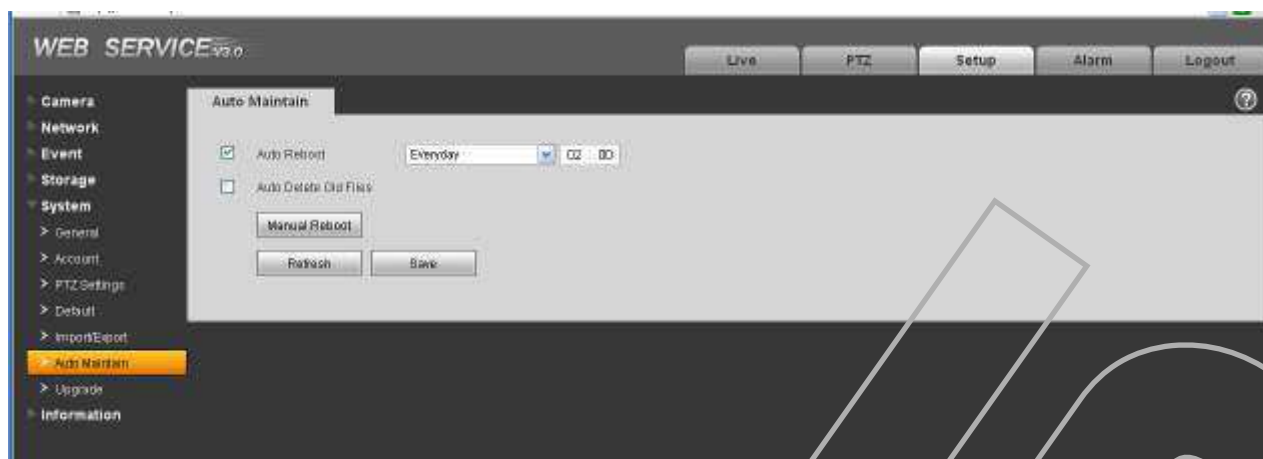 WEB SERVICE V3.0
Live
PTZ
Setup
Alarm
Logout
Camera
Network
Event
Storage
System
> General
> Account
> PTZ Settings
> Default
> Import/Export
> Auto Maintain
> Upgrade
Information
Auto Maintain
?
Auto Reboot
Everyday
02 : 00
Auto Delete Old Files
Manual Reboot
Refresh
Save